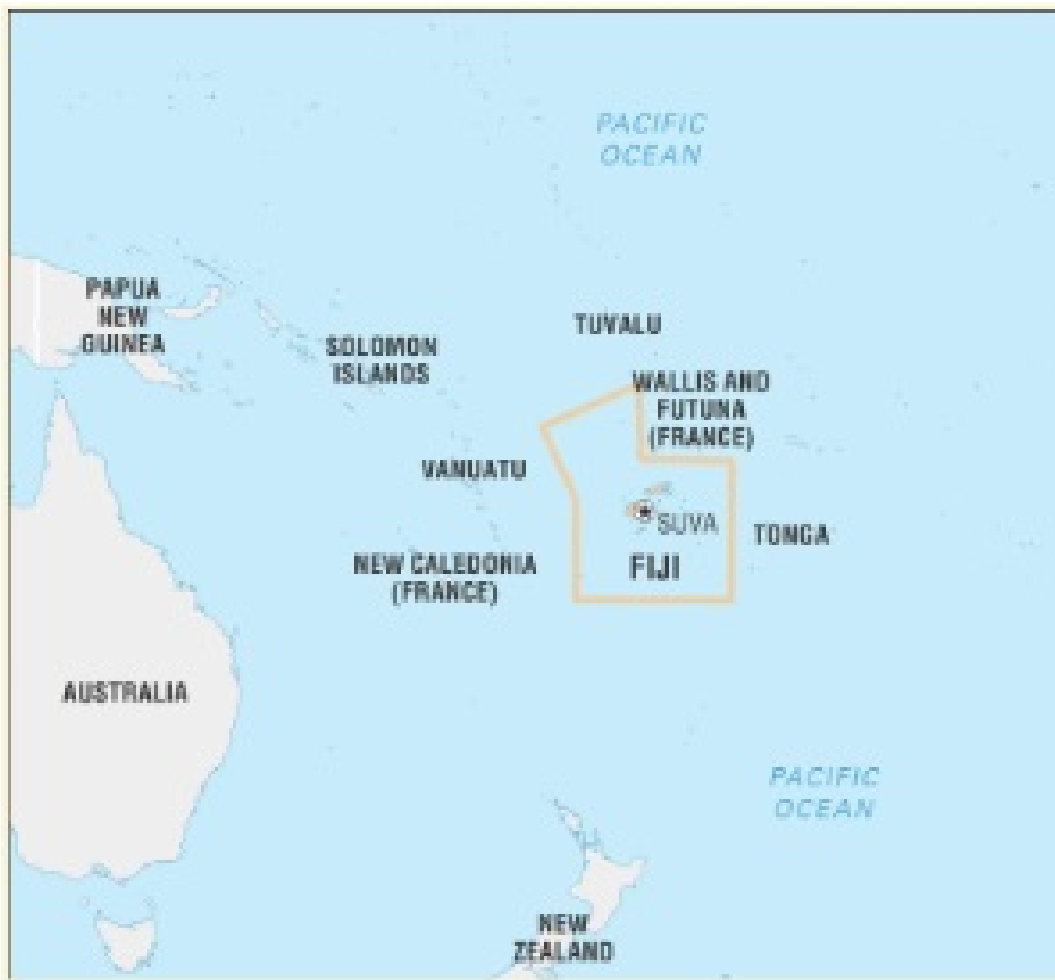 PACIFIC
OCEAN
PAPUA
NEW
GUINEA
SOLOMON
ISLANDS
TUVALU
WALLIS AND
FUTUNA
(FRANCE)
VANUATU
SUVA
TONGA
NEW CALEDONIA
(FRANCE)
FIJI
AUSTRALIA
PACIFIC
OCEAN
NEW
ZEALAND